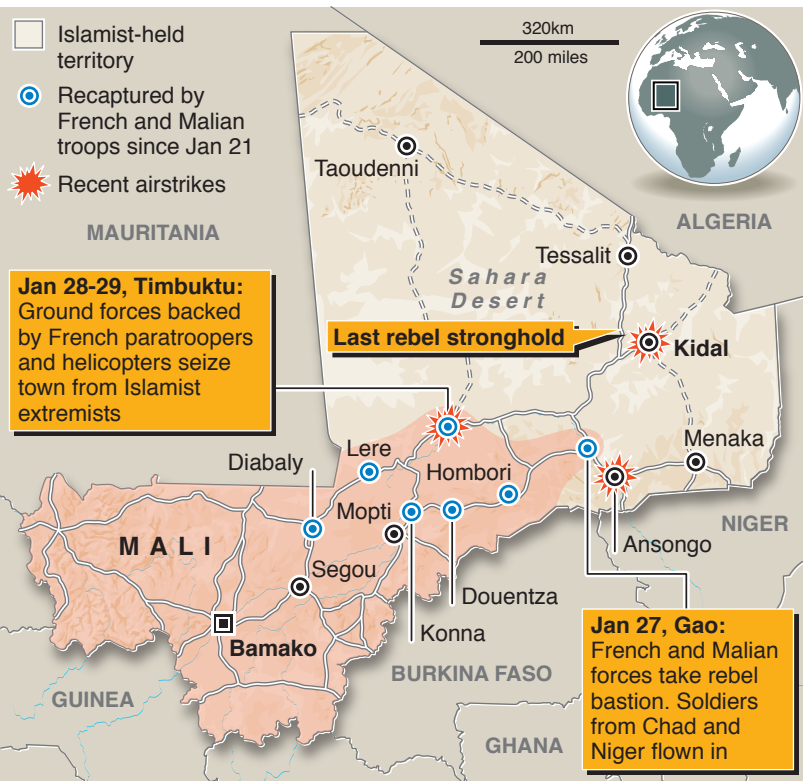 Islamist-held
territory
Recaptured by
French and Malian
troops since Jan 21
Recent airstrikes
320km
200 miles
MAURITANIA
ALGERIA
Taoudenni
Tessalit
Sahara
Desert
Jan 28-29, Timbuktu:
Ground forces backed
by French paratroopers
and helicopters seize
town from Islamist
extremists
Last rebel stronghold
Kidal
Diabaly
Lere
Hombori
Menaka
Mopti
MALI
NIGER
Segou
Ansongo
Douentza
Konna
Bamako
BURKINA FASO
GUINEA
GHANA
Jan 27, Gao:
French and Malian
forces take rebel
bastion. Soldiers
from Chad and
Niger flown in